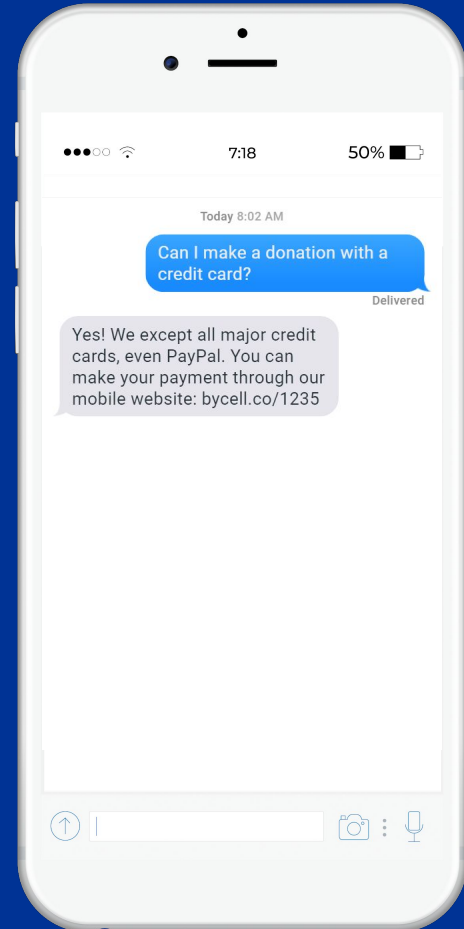 7:18
50%
Today 8:02 AM
Can I make a donation with a
credit card?
Delivered
Yes! We except all major credit
cards, even PayPal. You can
make your payment through our
mobile website: bycell.co/1235